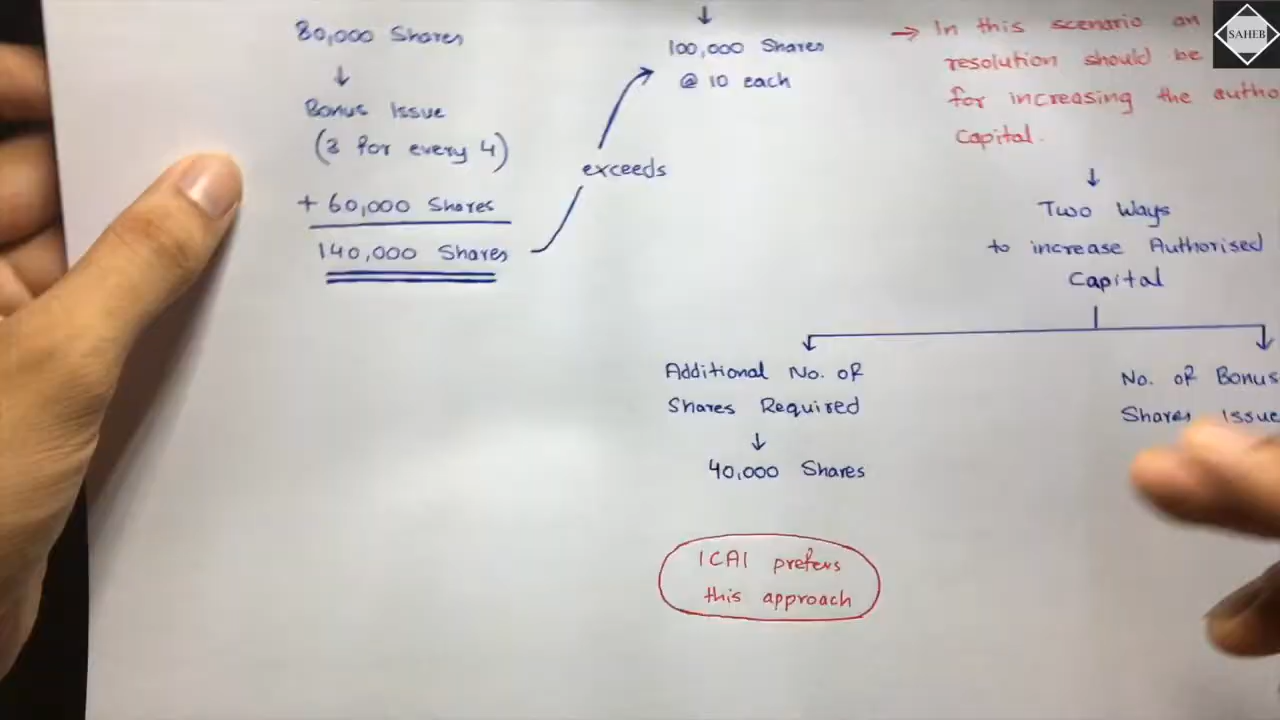 80,000 Shares
↓
Bonus Issue
(3 for every 4)
+ 60,000 Shares
140,000 Shares
exceeds
↓
100,000 Shares
@ 10 each
→ In this scenario an
resolution should be
for increasing the autho
Capital.
↓
Two Ways
to increase Authorised
Capital
Additional No. of
Shares Required
↓
40,000 Shares
ICAI prefers
this approach
No. of Bonus
Shares Issue
SAHEB